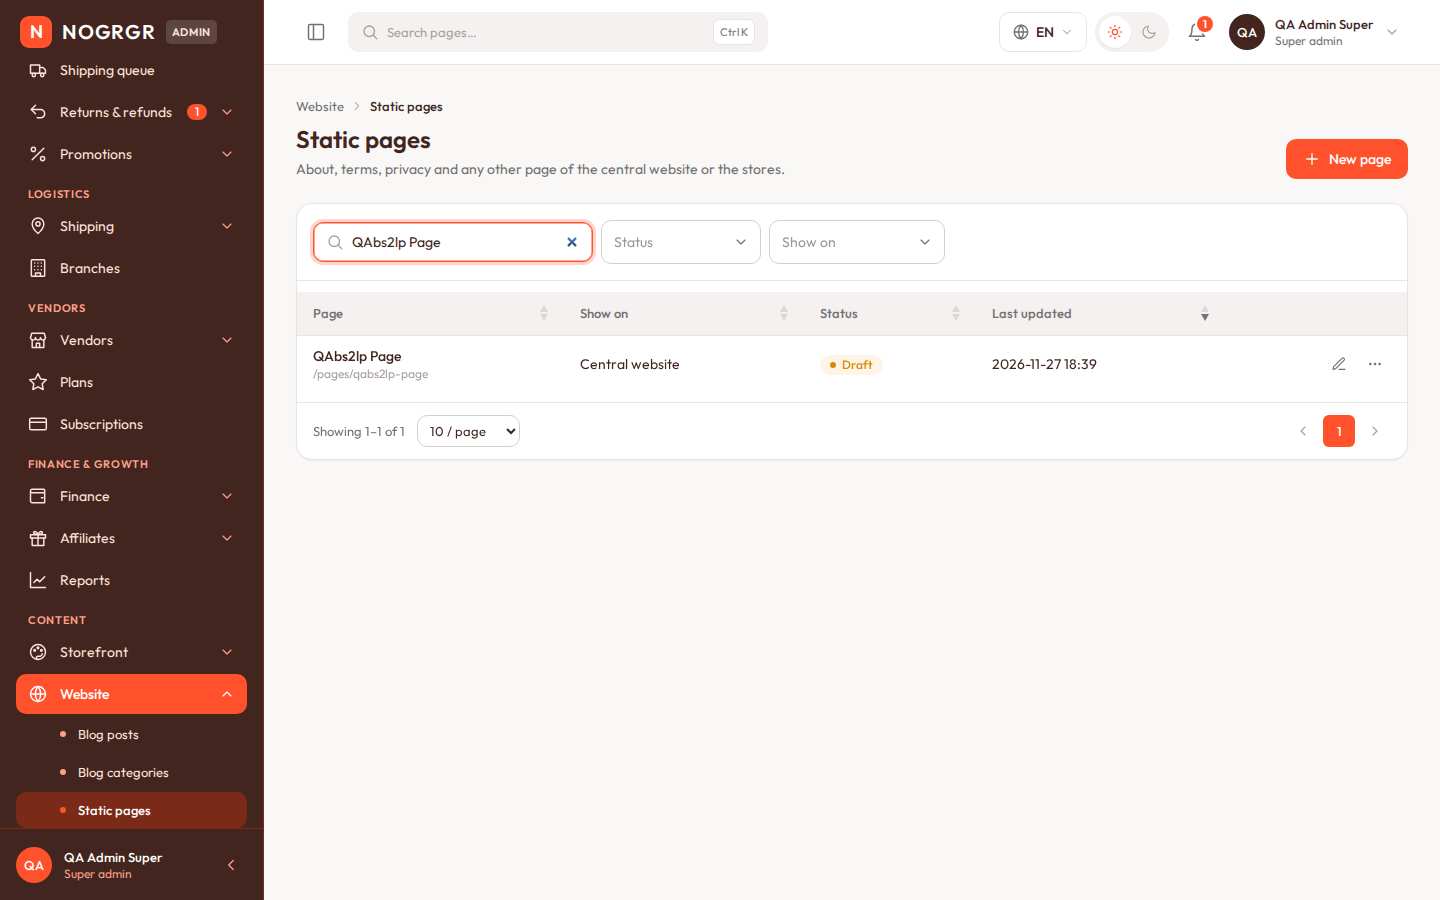 N NOGRGR ADMIN
Shipping queue
Returns & refunds 1
Promotions
LOGISTICS
Shipping
Branches
VENDORS
Vendors
Plans
Subscriptions
FINANCE & GROWTH
Finance
Affiliates
Reports
CONTENT
Storefront
Website
Blog posts
Blog categories
Static pages
QA QA Admin Super
Super admin
Search pages... Ctrl K
EN
1
QA QA Admin Super
Super admin
Website Static pages
Static pages
About, terms, privacy and any other page of the central website or the stores.
New page
QAbs2lp Page
Status
Show on
Page Show on Status Last updated
QAbs2lp Page
/pages/qabs2lp-page
Central website
Draft
2026-11-27 18:39
Showing 1–1 of 1
10 / page
1